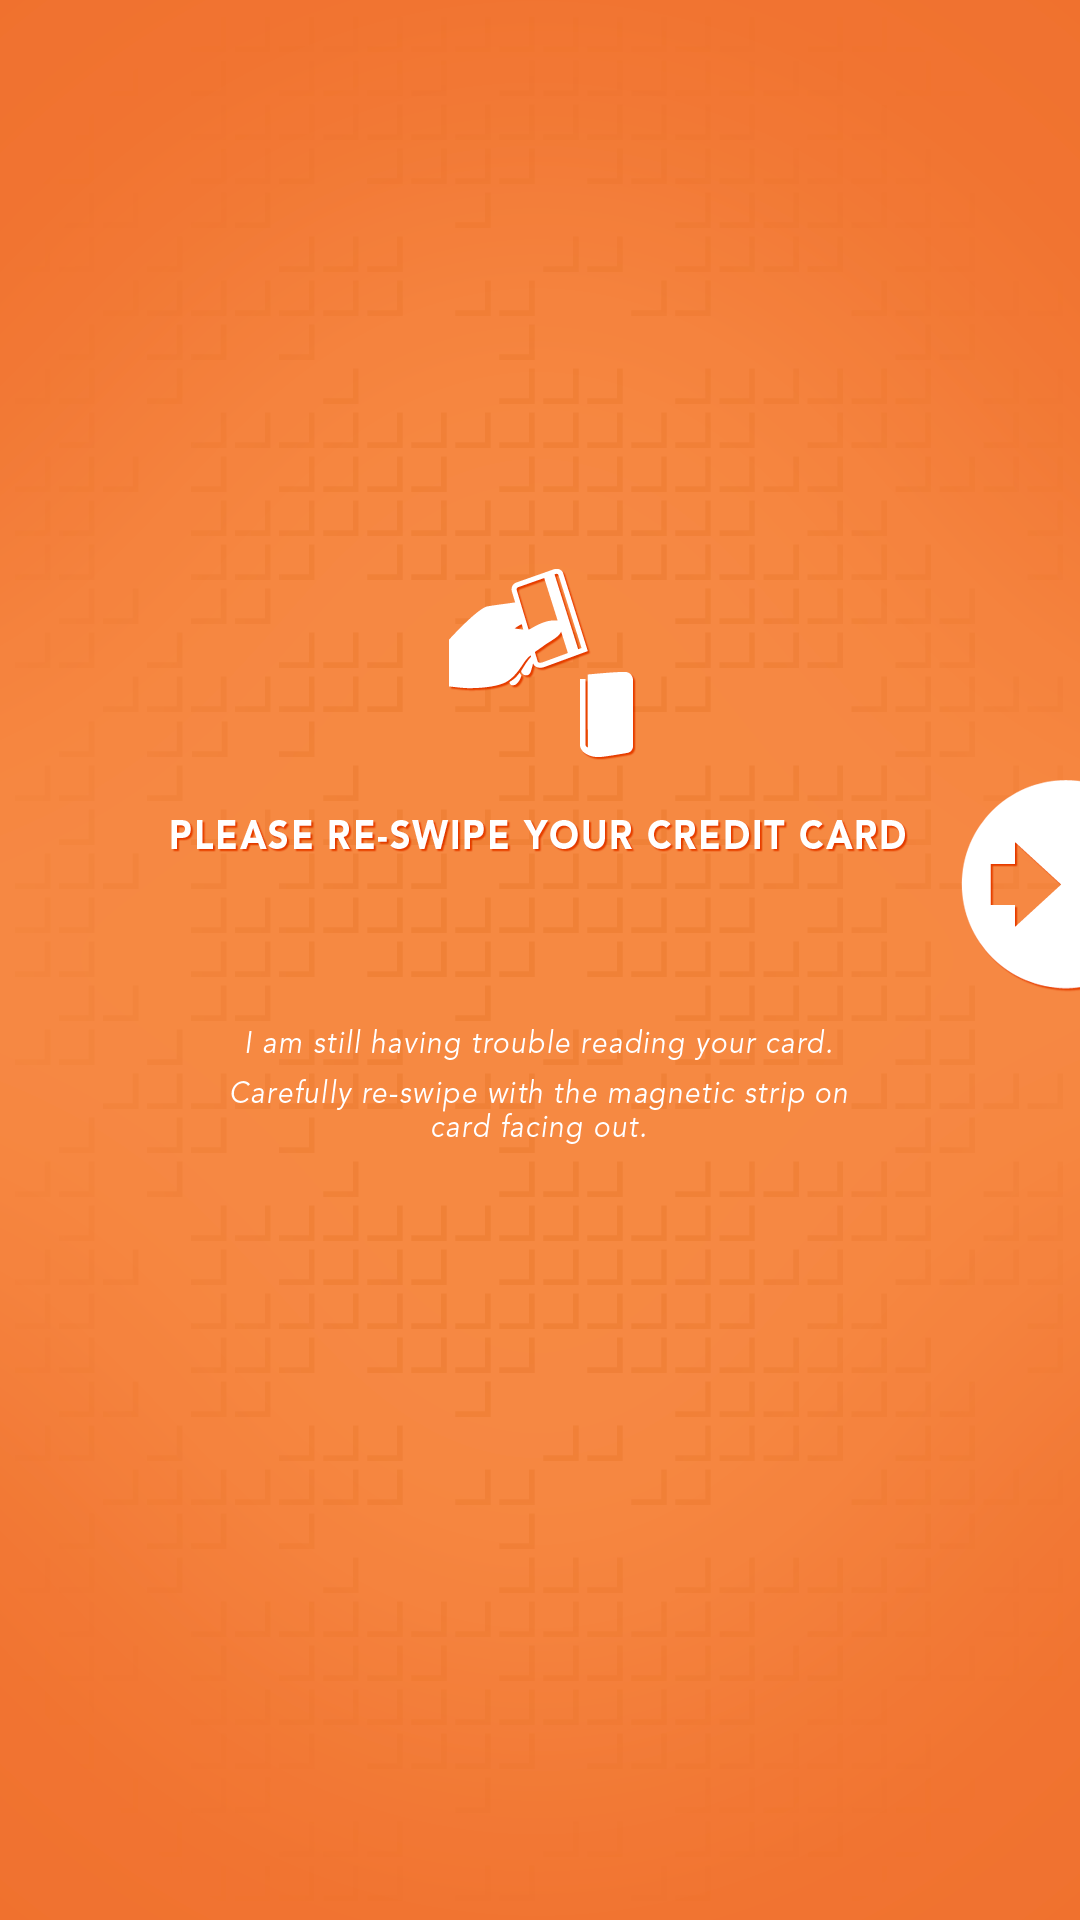 PLEASE RE-SWIPE YOUR CREDIT CARD
I am still having trouble reading your card.
Carefully re-swipe with the magnetic strip on
card facing out.